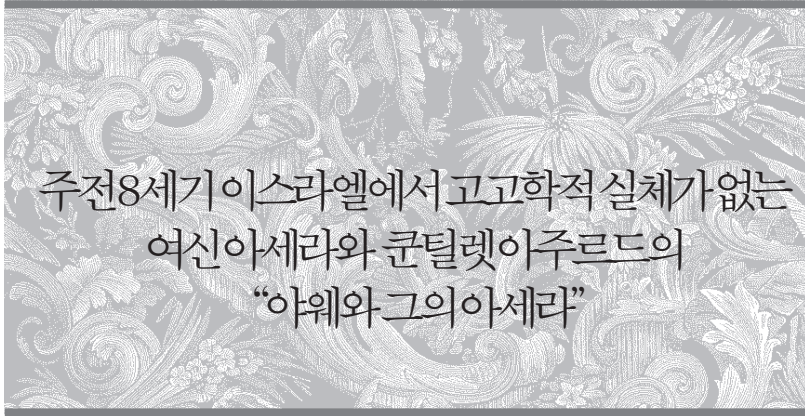 주전8세기 이스라엘에서 고고학적 실체가 없는
여신 아세라와 쿤틸렛 아주르드의
“야웨와 그의 아세라”